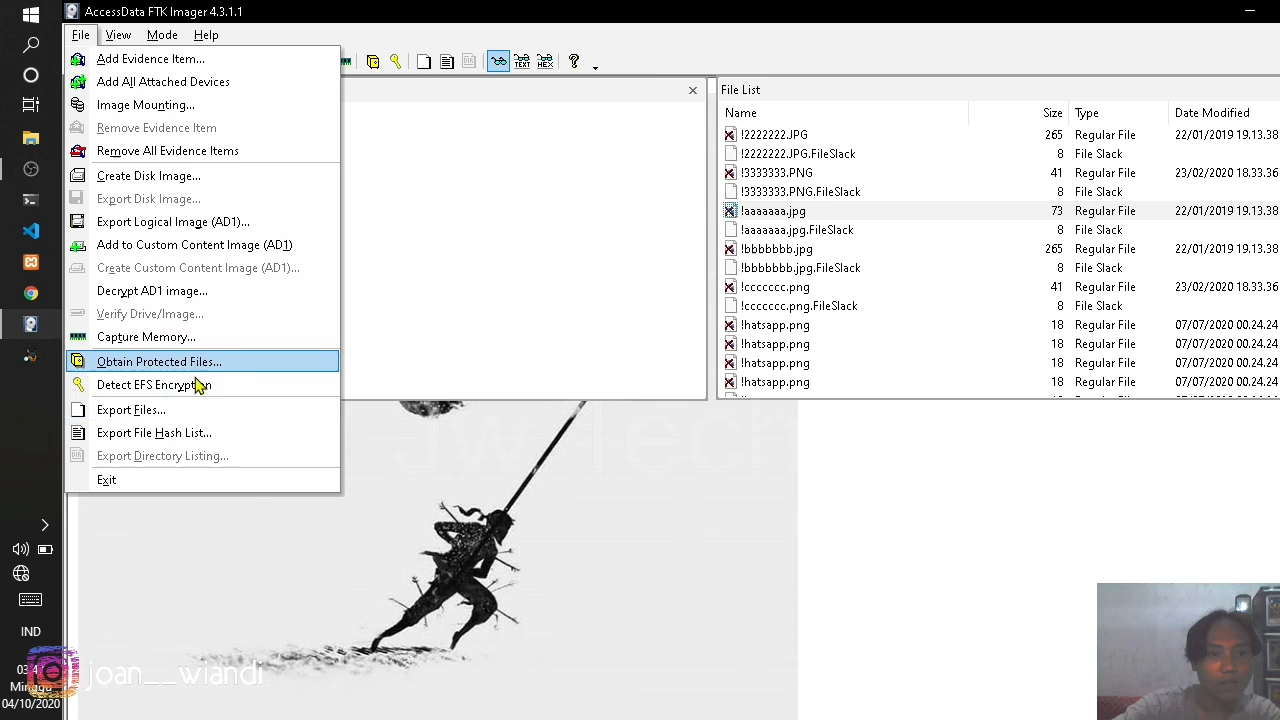 AccessData FTK Imager 4.3.1.1
File View Mode Help
Add Evidence Item...
Add All Attached Devices
Image Mounting...
Remove Evidence Item
Remove All Evidence Items
Create Disk Image...
Export Disk Image...
Export Logical Image (AD1)...
Add to Custom Content Image (AD1)
Create Custom Content Image (AD1)...
Decrypt AD1 image...
Verify Drive/Image...
Capture Memory...
Obtain Protected Files...
Detect EFS Encryption
Export Files...
Export File Hash List...
Export Directory Listing...
Exit
TEXT HEX
File List
Name Size Type Date Modified
!2222222.JPG 265 Regular File 22/01/2019 19.13.38
!2222222.JPG.FileSlack 8 File Slack
!3333333.PNG 41 Regular File 23/02/2020 18.33.36
!3333333.PNG.FileSlack 8 File Slack
!aaaaaaa.jpg 73 Regular File 22/01/2019 19.13.38
!aaaaaaa.jpg.FileSlack 8 File Slack
!bbbbbbb.jpg 265 Regular File 22/01/2019 19.13.38
!bbbbbbb.jpg.FileSlack 8 File Slack
!ccccccc.png 41 Regular File 23/02/2020 18.33.36
!ccccccc.png.FileSlack 8 File Slack
!hatsapp.png 18 Regular File 07/07/2020 00.24.24
!hatsapp.png 18 Regular File 07/07/2020 00.24.24
!hatsapp.png 18 Regular File 07/07/2020 00.24.24
!hatsapp.png 18 Regular File 07/07/2020 00.24.24
IND
04/10/2020
joan__wiandi